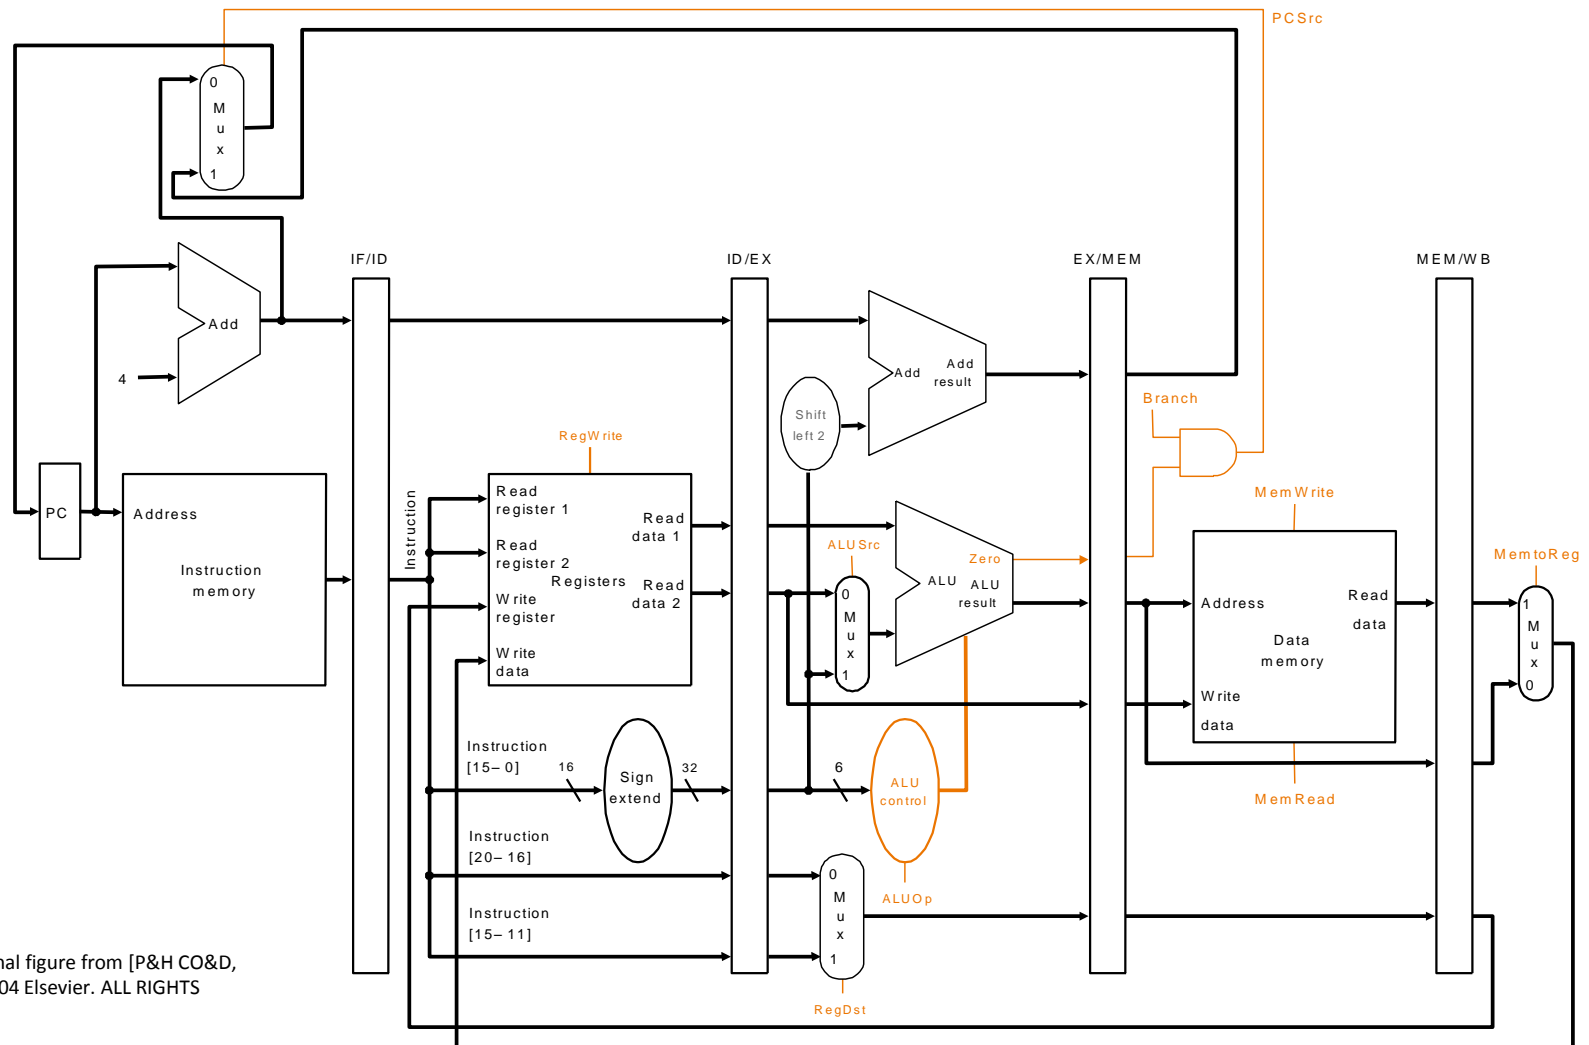 PCSrc
0
M
u
x
1
IF/ID
ID/EX
EX/MEM
MEM/WB
Add
4
Add
Add
result
Shift
left 2
Branch
RegWrite
PC
Address
Instruction
memory
Instruction
Read
register 1
Read
register 2
Write
register
Write
data
Registers
Read
data 1
Read
data 2
ALUSrc
0
M
u
x
1
Zero
ALU
ALU
result
MemWrite
Address
Read
data
Data
memory
Write
data
MemRead
MemtoReg
1
M
u
x
0
Instruction
[15–0]
16
Sign
extend
32
6
ALU
control
ALUOp
Instruction
[20–16]
Instruction
[15–11]
0
M
u
x
1
RegDst
nal figure from [P&H CO&D,
04 Elsevier. ALL RIGHTS